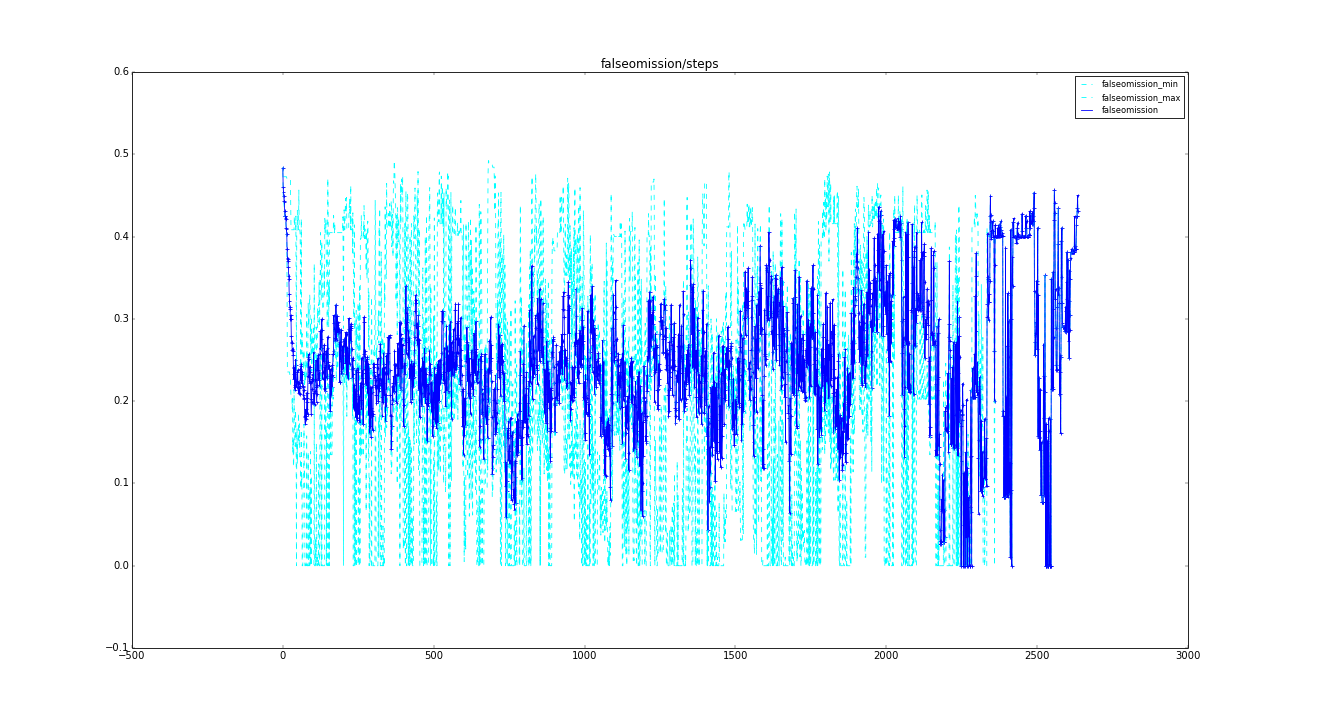 falseomission/steps
0.6
0.5
0.4
0.3
0.2
0.1
0.0
−0.1
−500 0 500 1000 1500 2000 2500 3000
falseomission_min
falseomission_max
falseomission